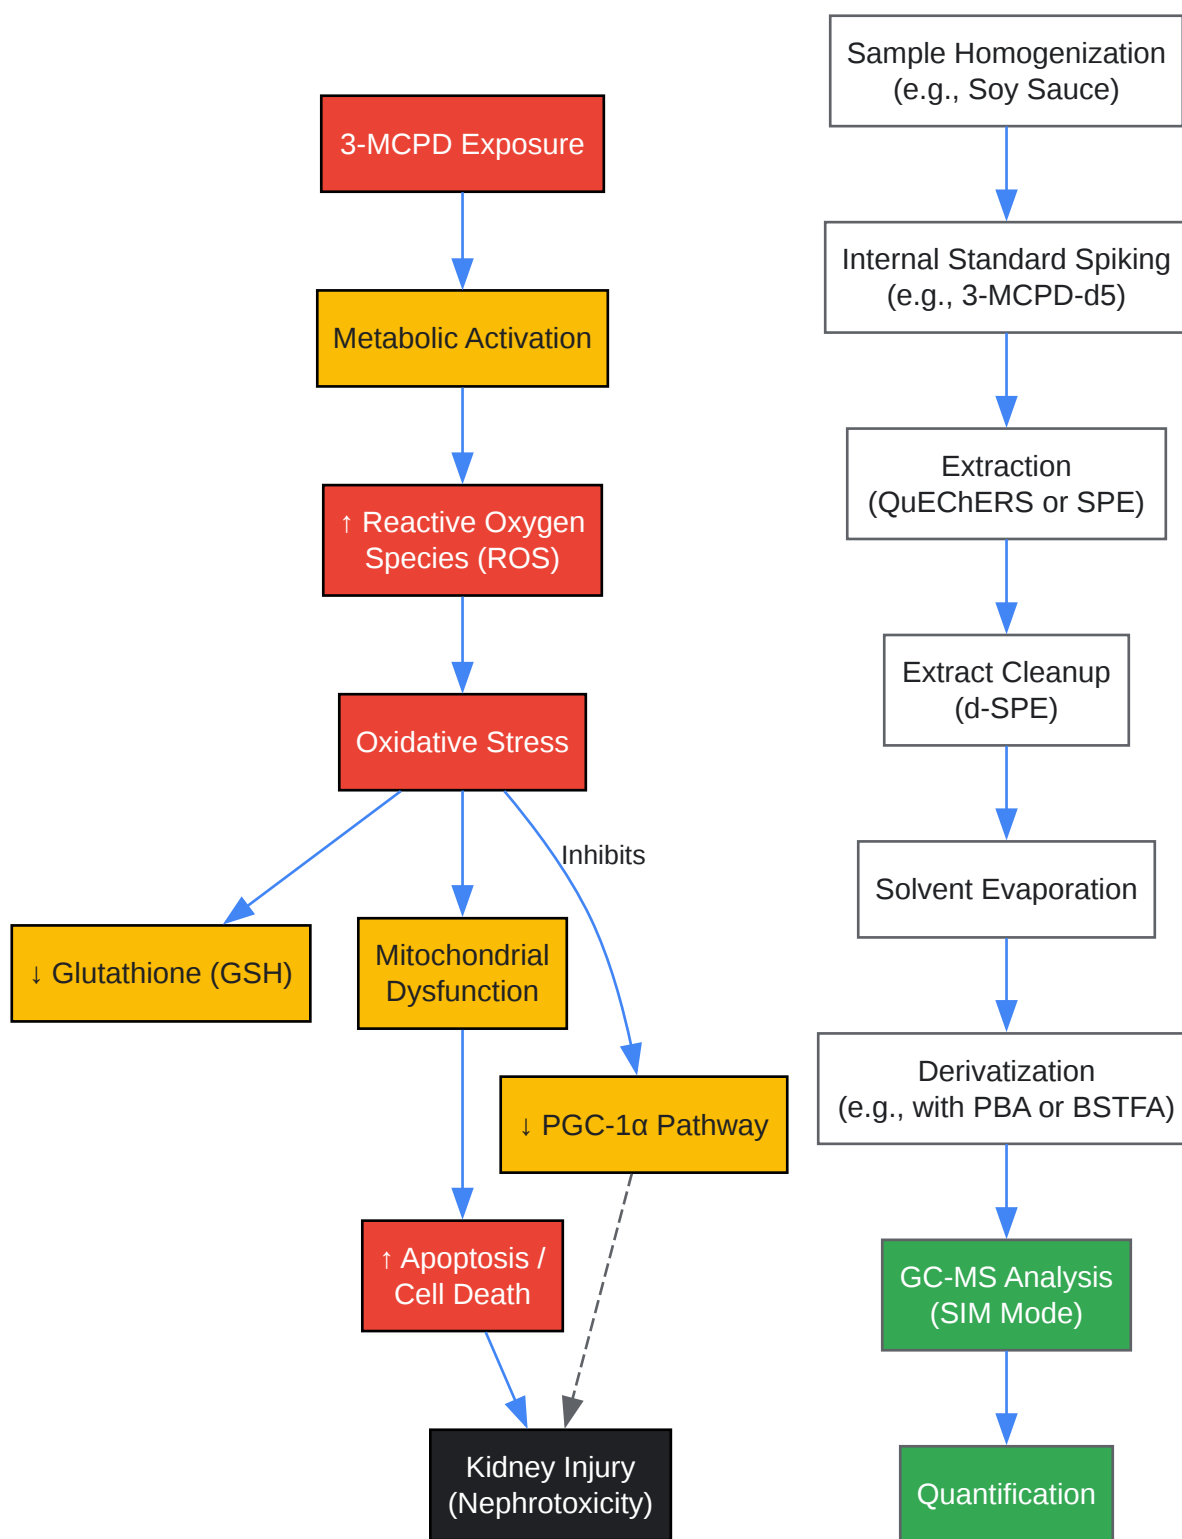 3-MCPD Exposure
Metabolic Activation
↑ Reactive Oxygen
Species (ROS)
Oxidative Stress
Inhibits
↓ Glutathione (GSH)
Mitochondrial
Dysfunction
↓ PGC-1α Pathway
↑ Apoptosis /
Cell Death
Kidney Injury
(Nephrotoxicity)
Sample Homogenization
(e.g., Soy Sauce)
Internal Standard Spiking
(e.g., 3-MCPD-d5)
Extraction
(QuEChERS or SPE)
Extract Cleanup
(d-SPE)
Solvent Evaporation
Derivatization
(e.g., with PBA or BSTFA)
GC-MS Analysis
(SIM Mode)
Quantification